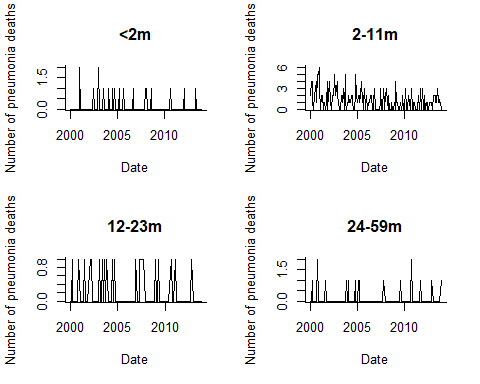 <2m
Number of pneumonia deaths
0.0 1.5
2000 2005 2010
Date
2-11m
Number of pneumonia deaths
0 3 6
2000 2005 2010
Date
12-23m
Number of pneumonia deaths
0.0 0.8
2000 2005 2010
Date
24-59m
Number of pneumonia deaths
0.0 1.5
2000 2005 2010
Date